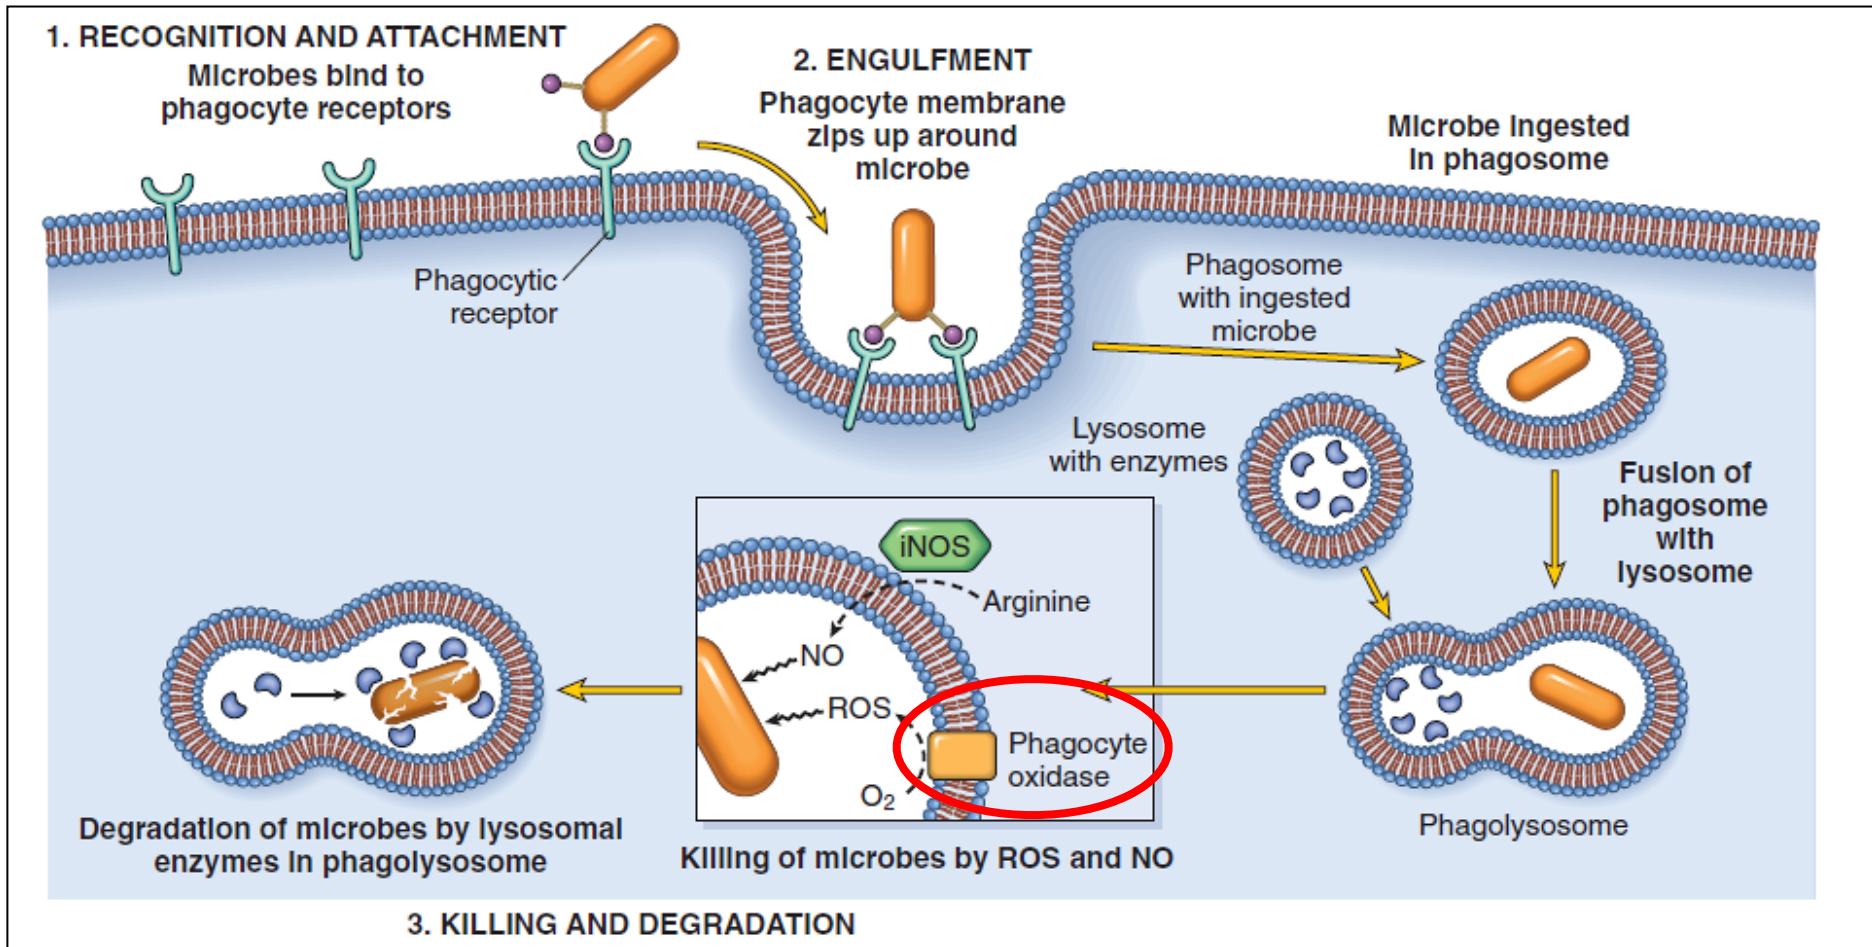 1. RECOGNITION AND ATTACHMENT
Microbes bind to
phagocyte receptors
2. ENGULFMENT
Phagocyte membrane
zips up around
microbe
Microbe ingested
in phagosome
Phagocytic
receptor
Phagosome
with ingested
microbe
Lysosome
with enzymes
Fusion of
phagosome
with
lysosome
iNOS
Arginine
NO
ROS
Phagocyte
oxidase
O₂
Phagolysosome
Degradation of microbes by lysosomal
enzymes in phagolysosome
Killing of microbes by ROS and NO
3. KILLING AND DEGRADATION